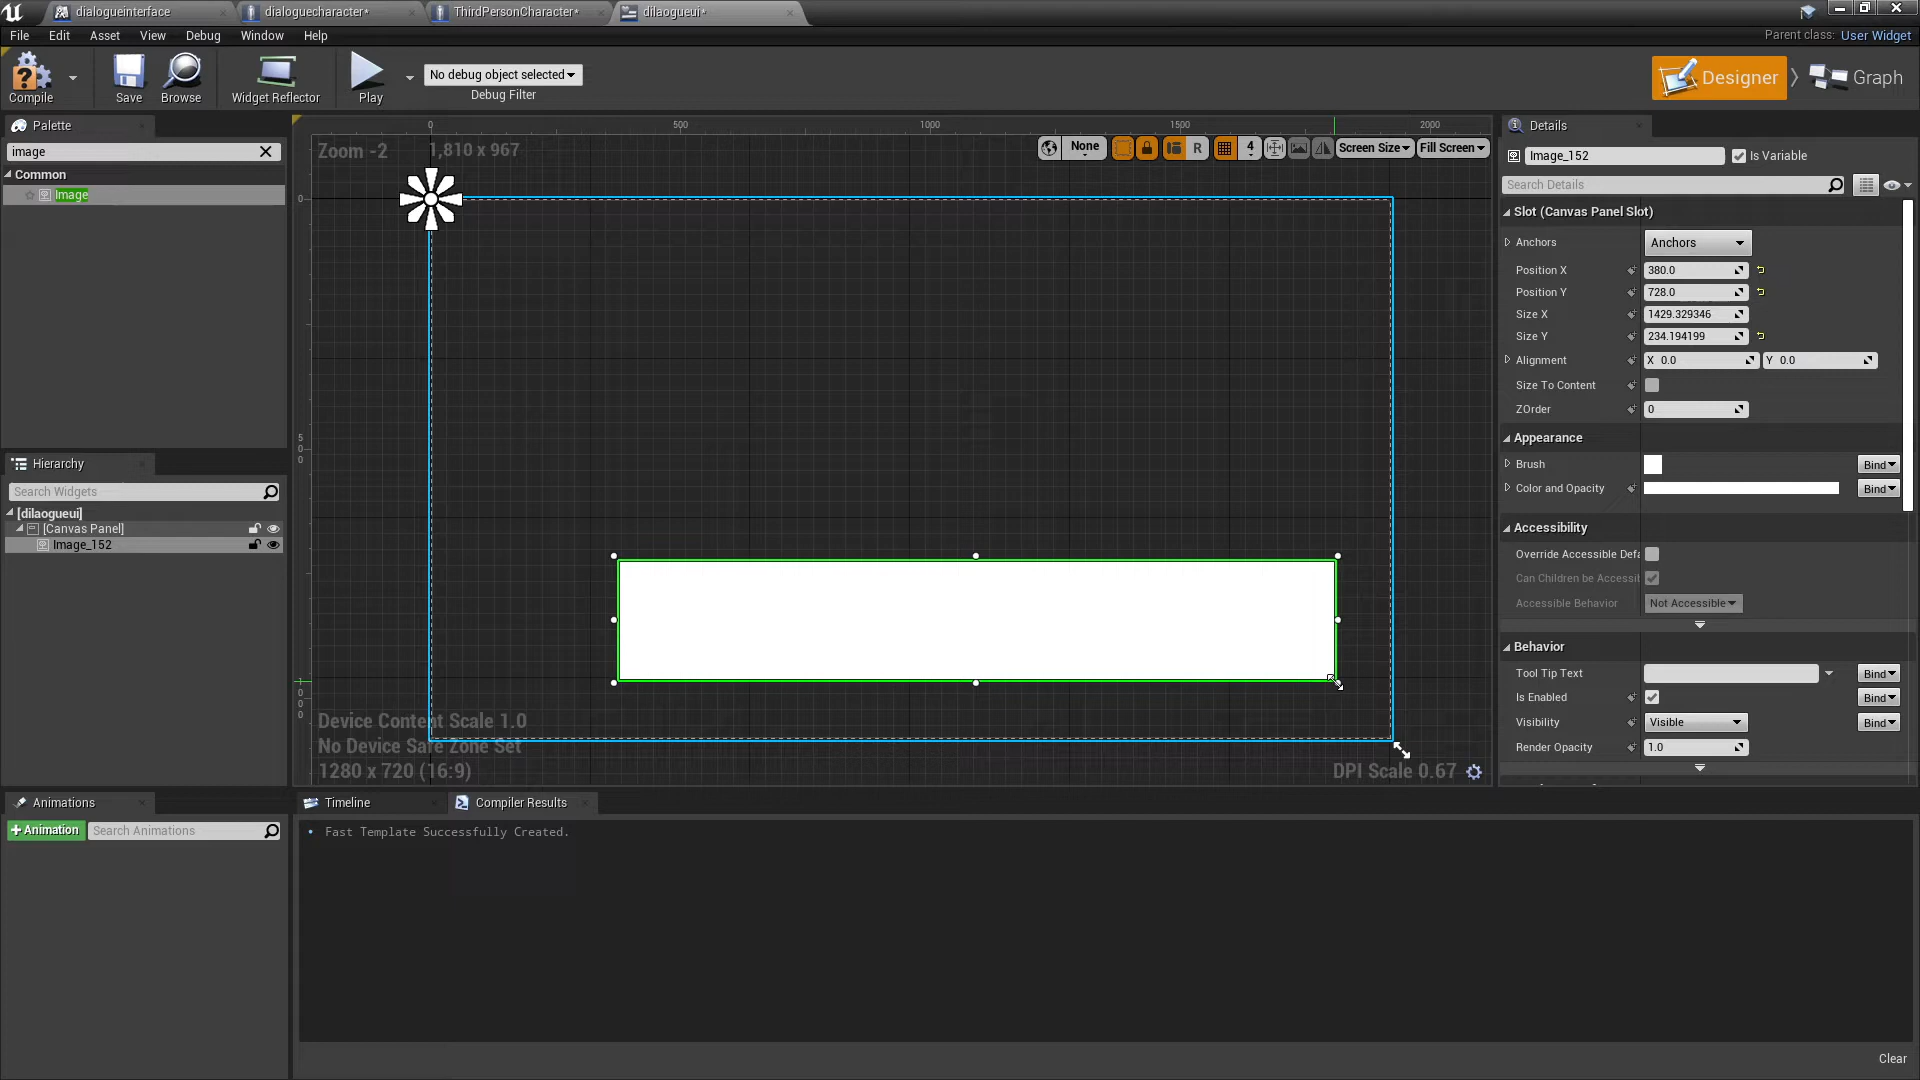 dialogueinterface
dialoguecharacter*
ThirdPersonCharacter*
dilaogueui*
File Edit Asset View Debug Window Help
Parent class: User Widget
Compile
Save
Browse
Widget Reflector
Play
No debug object selected
Debug Filter
Designer
Graph
Palette
image
Common
Image
Hierarchy
Search Widgets
[dilaogueui]
[Canvas Panel]
Image_152
Zoom -2
1,810 x 967
0 500 1000 1500 2000
0
500
1000
None
R
4
Screen Size
Fill Screen
Device Content Scale 1.0
No Device Safe Zone Set
1280 x 720 (16:9)
DPI Scale 0.67
Details
Image_152
Is Variable
Search Details
Slot (Canvas Panel Slot)
Anchors Anchors
Position X 380.0
Position Y 728.0
Size X 1429.329346
Size Y 234.194199
Alignment X 0.0 Y 0.0
Size To Content
ZOrder 0
Appearance
Brush Bind
Color and Opacity Bind
Accessibility
Override Accessible Defa
Can Children be Accessib
Accessible Behavior Not Accessible
Behavior
Tool Tip Text Bind
Is Enabled Bind
Visibility Visible Bind
Render Opacity 1.0
Animations
+Animation
Search Animations
Timeline
Compiler Results
• Fast Template Successfully Created.
Clear